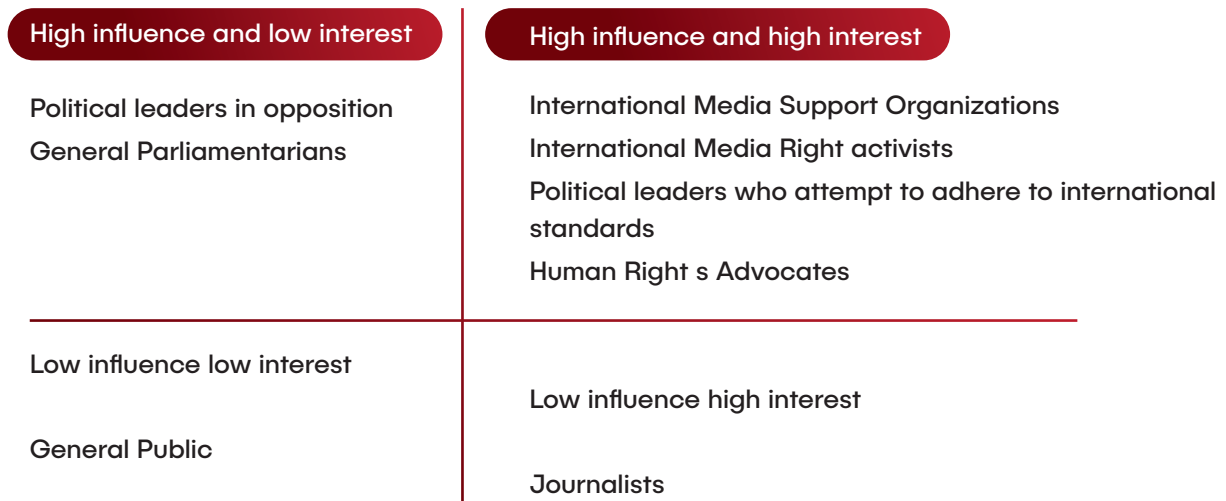 High influence and low interest
Political leaders in opposition
General Parliamentarians
High influence and high interest
International Media Support Organizations
International Media Right activists
Political leaders who attempt to adhere to international
standards
Human Right s Advocates
Low influence low interest
General Public
Low influence high interest
Journalists